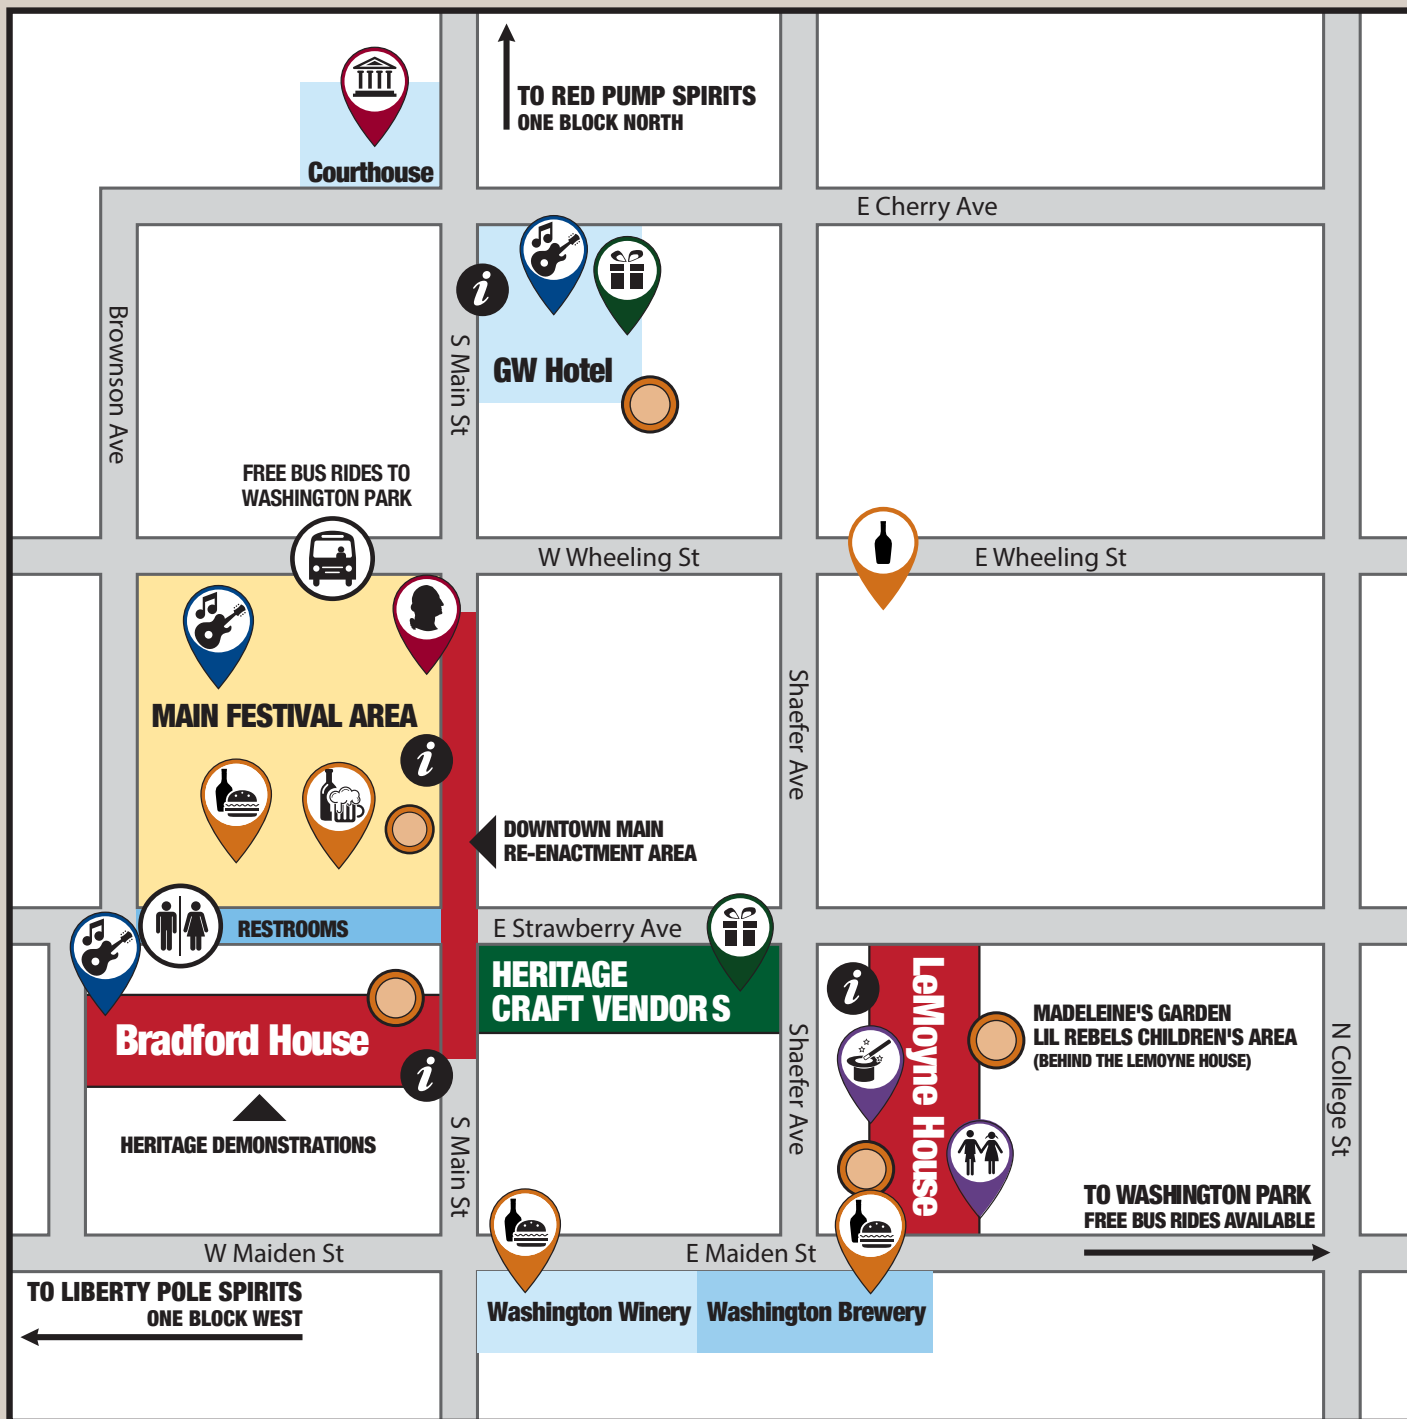 TO RED PUMP SPIRITS
ONE BLOCK NORTH
Courthouse
E Cherry Ave
Brownson Ave
S Main St
GW Hotel
FREE BUS RIDES TO
WASHINGTON PARK
W Wheeling St
E Wheeling St
MAIN FESTIVAL AREA
Shaefer Ave
DOWNTOWN MAIN
RE-ENACTMENT AREA
RESTROOMS
E Strawberry Ave
HERITAGE
CRAFT VENDORS
LeMoyne House
MADELEINE'S GARDEN
LIL REBELS CHILDREN'S AREA
(BEHIND THE LEMOYNE HOUSE)
Bradford House
Shaefer Ave
N College St
HERITAGE DEMONSTRATIONS
S Main St
TO WASHINGTON PARK
FREE BUS RIDES AVAILABLE
W Maiden St
E Maiden St
TO LIBERTY POLE SPIRITS
ONE BLOCK WEST
Washington Winery
Washington Brewery
i
i
i
i